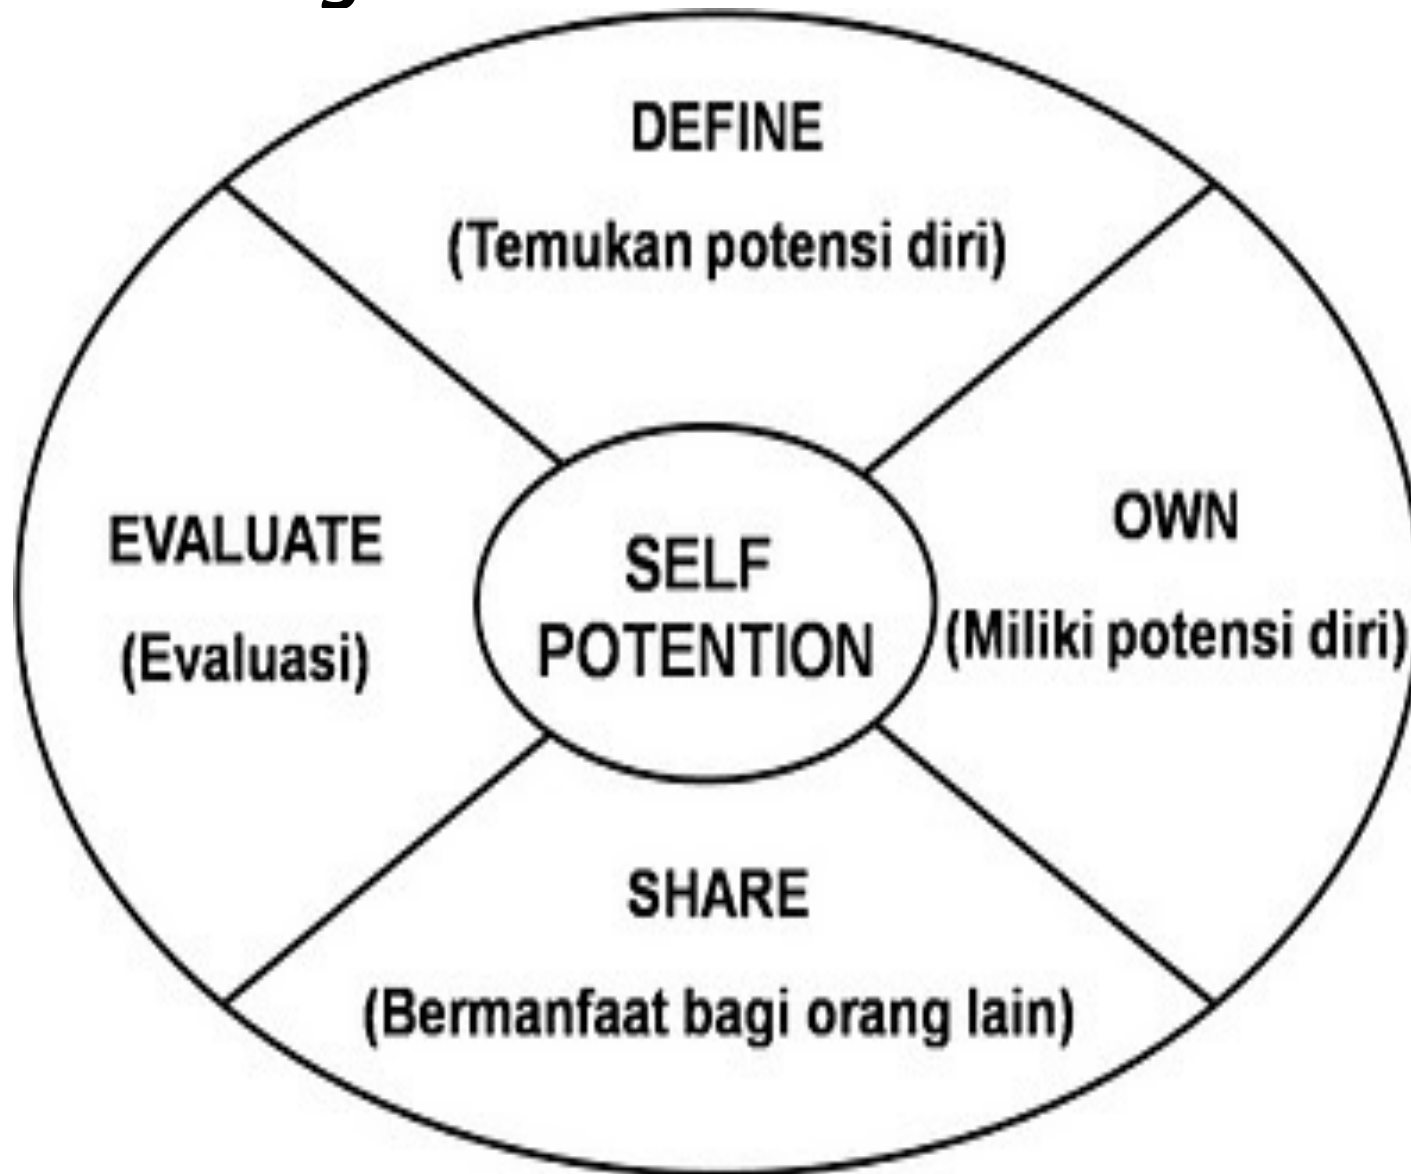 DEFINE
(Temukan potensi diri)
EVALUATE
(Evaluasi)
SELF
POTENTION
OWN
(Miliki potensi diri)
SHARE
(Bermanfaat bagi orang lain)